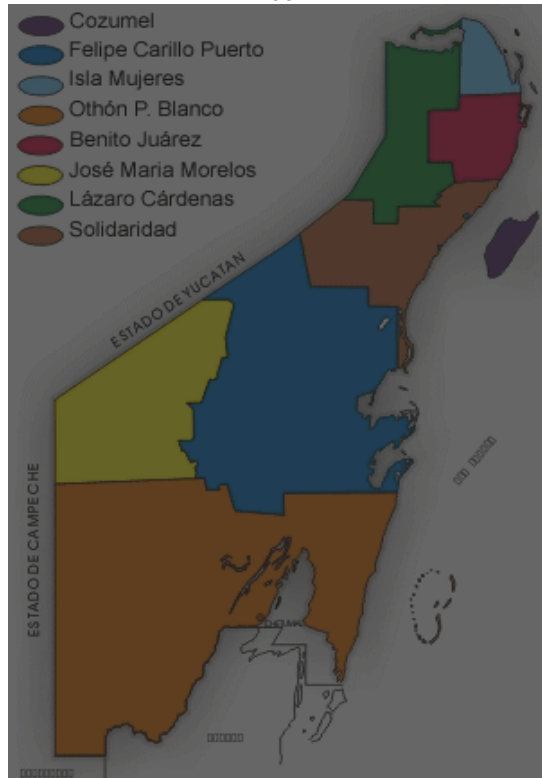 Cozumel
Felipe Carillo Puerto
Isla Mujeres
Othón P. Blanco
Benito Juárez
José Maria Morelos
Lázaro Cárdenas
Solidaridad
ESTADO DE YUCATAN
ESTADO DE CAMPECHE